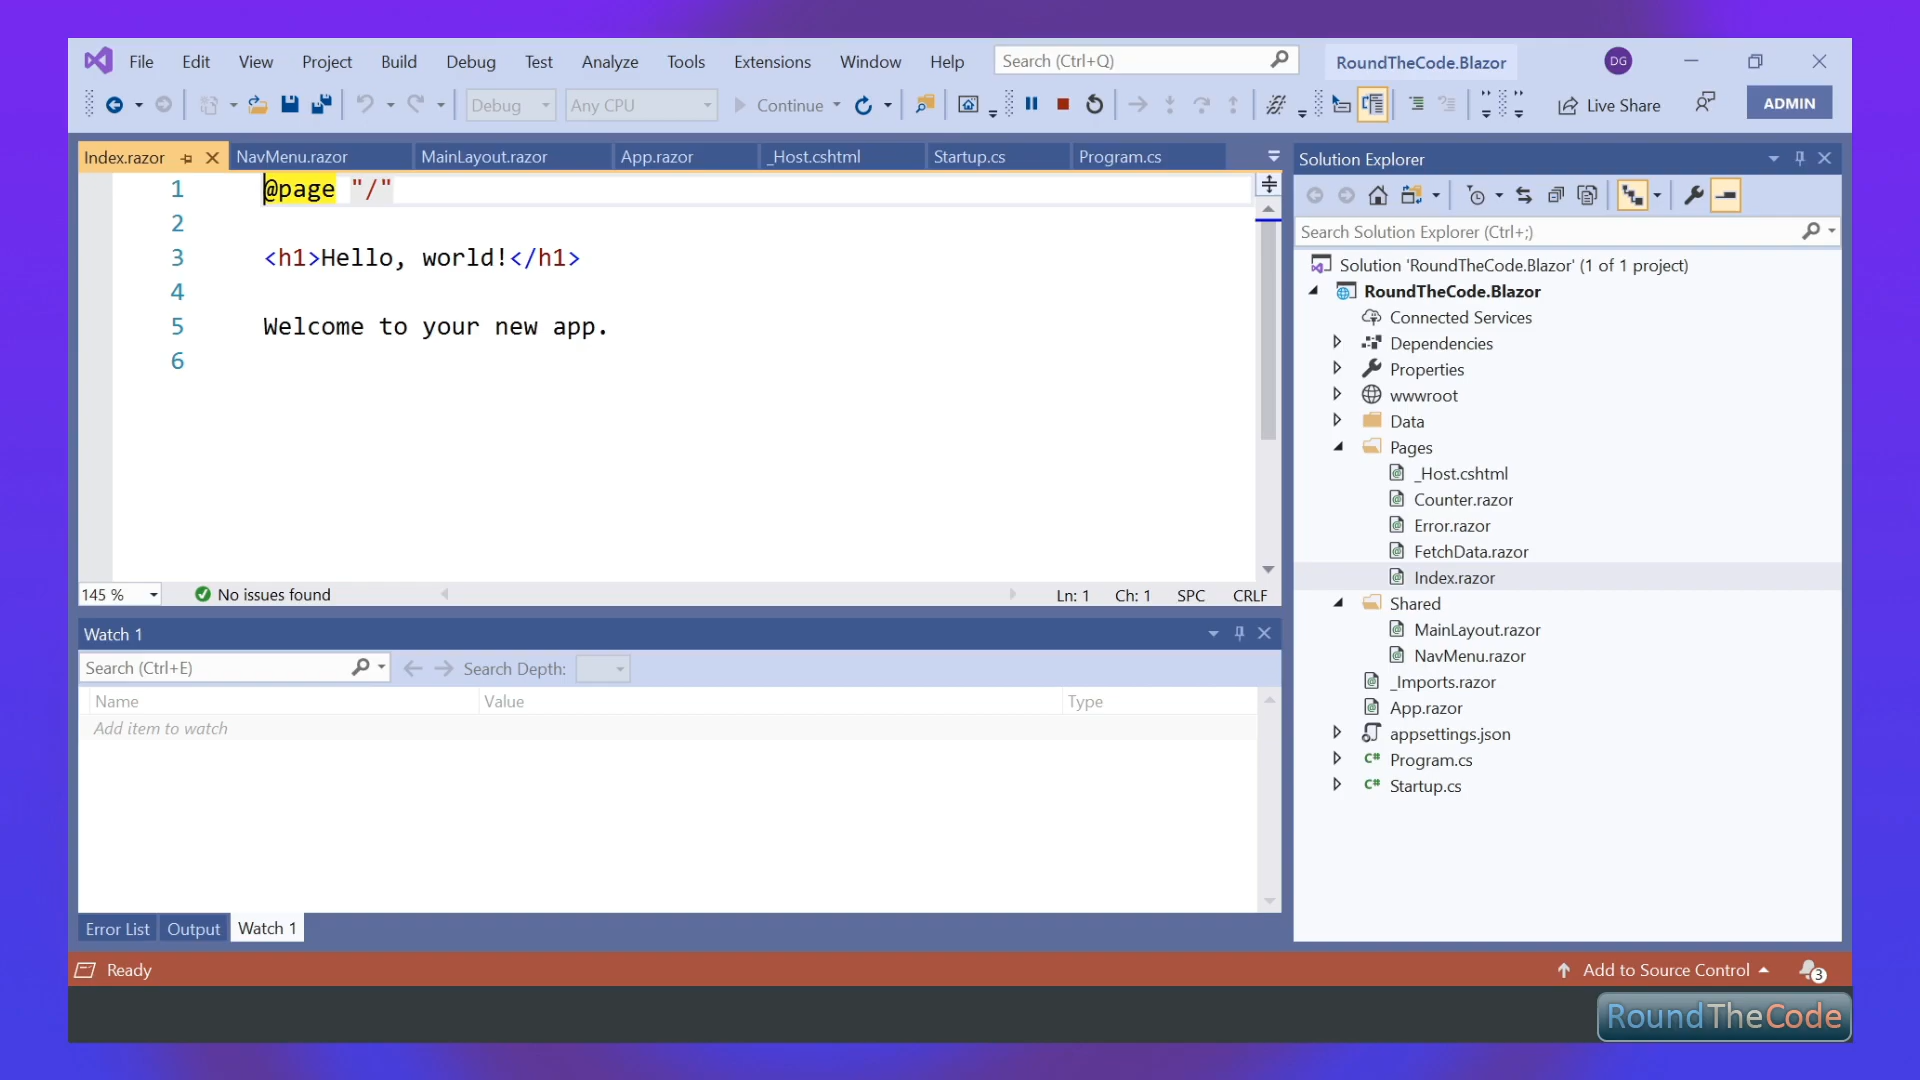 File Edit View Project Build Debug Test Analyze Tools Extensions Window Help Search (Ctrl+Q) RoundTheCode.Blazor DG
Debug Any CPU Continue Live Share ADMIN
Index.razor NavMenu.razor MainLayout.razor App.razor _Host.cshtml Startup.cs Program.cs
1 @page "/"
2
3 <h1>Hello, world!</h1>
4
5 Welcome to your new app.
6
145 % No issues found Ln: 1 Ch: 1 SPC CRLF
Watch 1
Search (Ctrl+E) Search Depth:
Name Value Type
Add item to watch
Error List Output Watch 1
Solution Explorer
Search Solution Explorer (Ctrl+;)
Solution 'RoundTheCode.Blazor' (1 of 1 project)
RoundTheCode.Blazor
Connected Services
Dependencies
Properties
wwwroot
Data
Pages
_Host.cshtml
Counter.razor
Error.razor
FetchData.razor
Index.razor
Shared
MainLayout.razor
NavMenu.razor
_Imports.razor
App.razor
appsettings.json
C# Program.cs
C# Startup.cs
Ready Add to Source Control 3
RoundTheCode